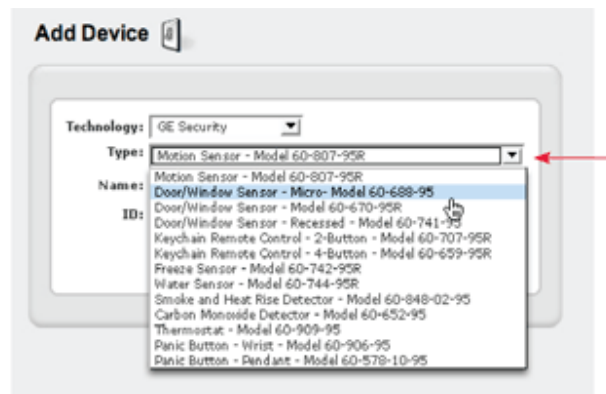 Add Device
Technology: GE Security
Type: Motion Sensor - Model 60-807-95R
Name:
ID:
Motion Sensor - Model 60-807-95R
Door/Window Sensor - Micro- Model 60-688-95
Door/Window Sensor - Model 60-670-95R
Door/Window Sensor - Recessed - Model 60-741-95
Keychain Remote Control - 2-Button - Model 60-707-95R
Keychain Remote Control - 4-Button - Model 60-659-95R
Freeze Sensor - Model 60-742-95R
Water Sensor - Model 60-744-95R
Smoke and Heat Rise Detector - Model 60-848-02-95
Carbon Monoxide Detector - Model 60-652-95
Thermostat - Model 60-909-95
Panic Button - Wrist - Model 60-906-95
Panic Button - Pendant - Model 60-578-10-95